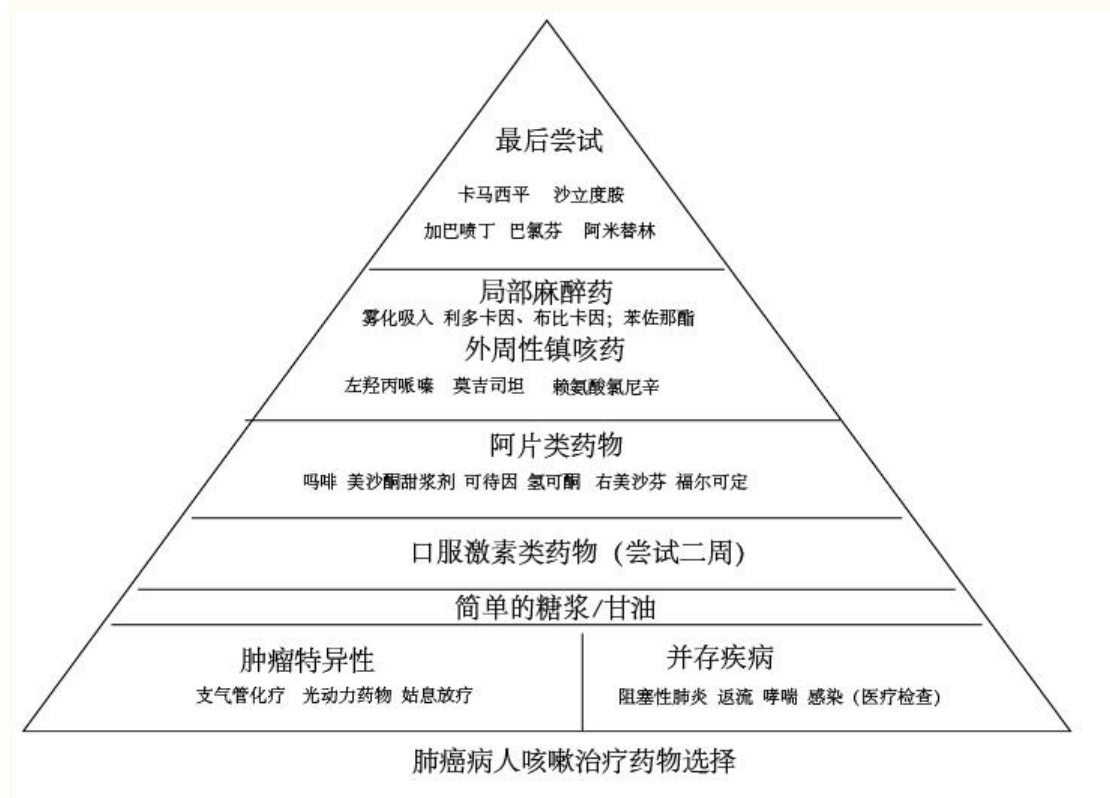 最后尝试
卡马西平 沙立度胺
加巴喷丁 巴氯芬 阿米替林
局部麻醉药
雾化吸入 利多卡因、布比卡因；苯佐那酯
外周性镇咳药
左羟丙哌嗪 莫吉司坦 赖氨酸氯尼辛
阿片类药物
吗啡 美沙酮甜浆剂 可待因 氢可酮 右美沙芬 福尔可定
口服激素类药物 (尝试二周)
简单的糖浆/甘油
肿瘤特异性
支气管化疗 光动力药物 姑息放疗
并存疾病
阻塞性肺炎 返流 哮喘 感染 (医疗检查)
肺癌病人咳嗽治疗药物选择